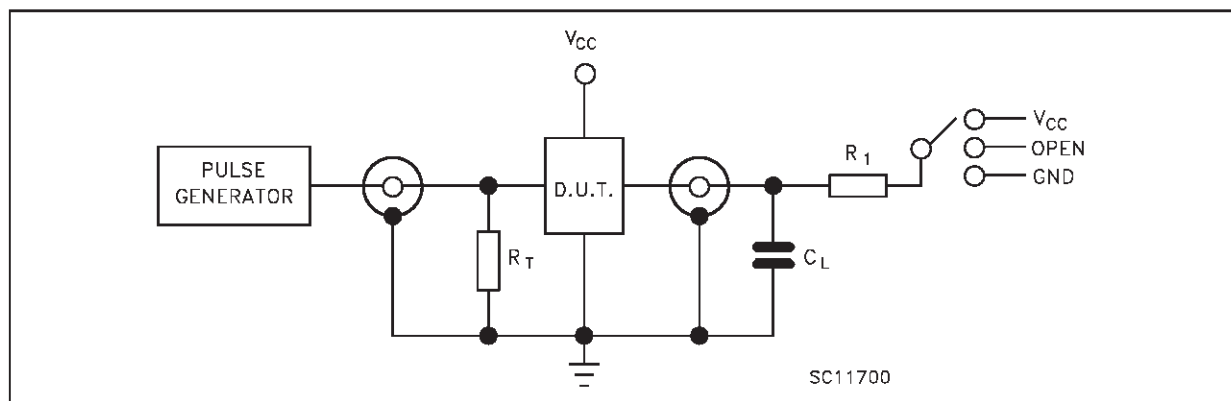 VCC
PULSE
GENERATOR
RT
D.U.T.
CL
R1
VCC
OPEN
GND
SC11700